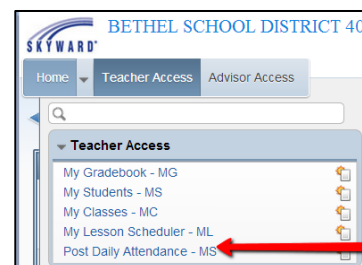 BETHEL SCHOOL DISTRICT 40
SKYWARD
Home Teacher Access Advisor Access
Teacher Access
My Gradebook - MG
My Students - MS
My Classes - MC
My Lesson Scheduler - ML
Post Daily Attendance - MS